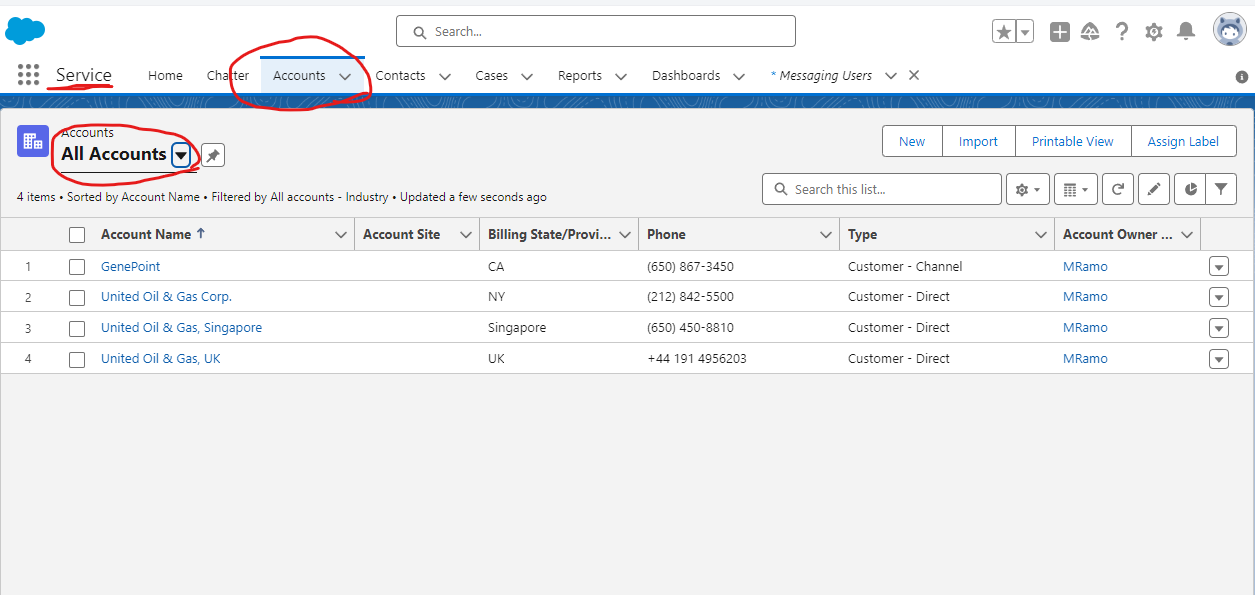 Search...
Service Home Chatter Accounts Contacts Cases Reports Dashboards * Messaging Users
Accounts
All Accounts
New Import Printable View Assign Label
4 items • Sorted by Account Name • Filtered by All accounts - Industry • Updated a few seconds ago
Search this list...
Account Name ↑ Account Site Billing State/Provi... Phone Type Account Owner ...
1 GenePoint CA (650) 867-3450 Customer - Channel MRamo
2 United Oil & Gas Corp. NY (212) 842-5500 Customer - Direct MRamo
3 United Oil & Gas, Singapore Singapore (650) 450-8810 Customer - Direct MRamo
4 United Oil & Gas, UK UK +44 191 4956203 Customer - Direct MRamo